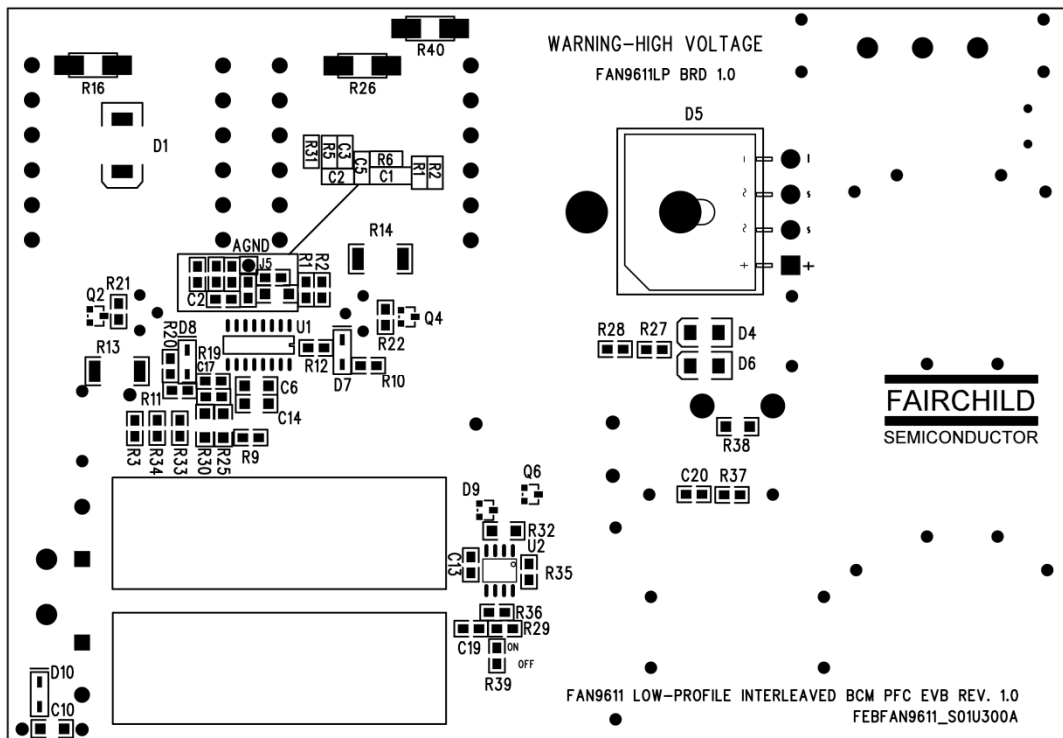 R40
WARNING-HIGH VOLTAGE
FAN9611LP BRD 1.0
R16
R26
D1
D5
R31
R5
C3
C5
R6
C2
C1
R1
R2
AGND
J5
R1
R2
C2
R14
R21
Q2
D8
U1
Q4
R22
R20
R19
C17
R13
R12
R10
D7
R11
C6
C14
R28
R27
D4
D6
R3
R34
R33
R30
R25
R9
R38
FAIRCHILD
SEMICONDUCTOR
C20
R37
Q6
D9
R32
U2
C13
R35
R36
C19
R29
ON
OFF
R39
D10
C10
FAN9611 LOW-PROFILE INTERLEAVED BCM PFC EVB REV. 1.0
FEBFAN9611_S01U300A